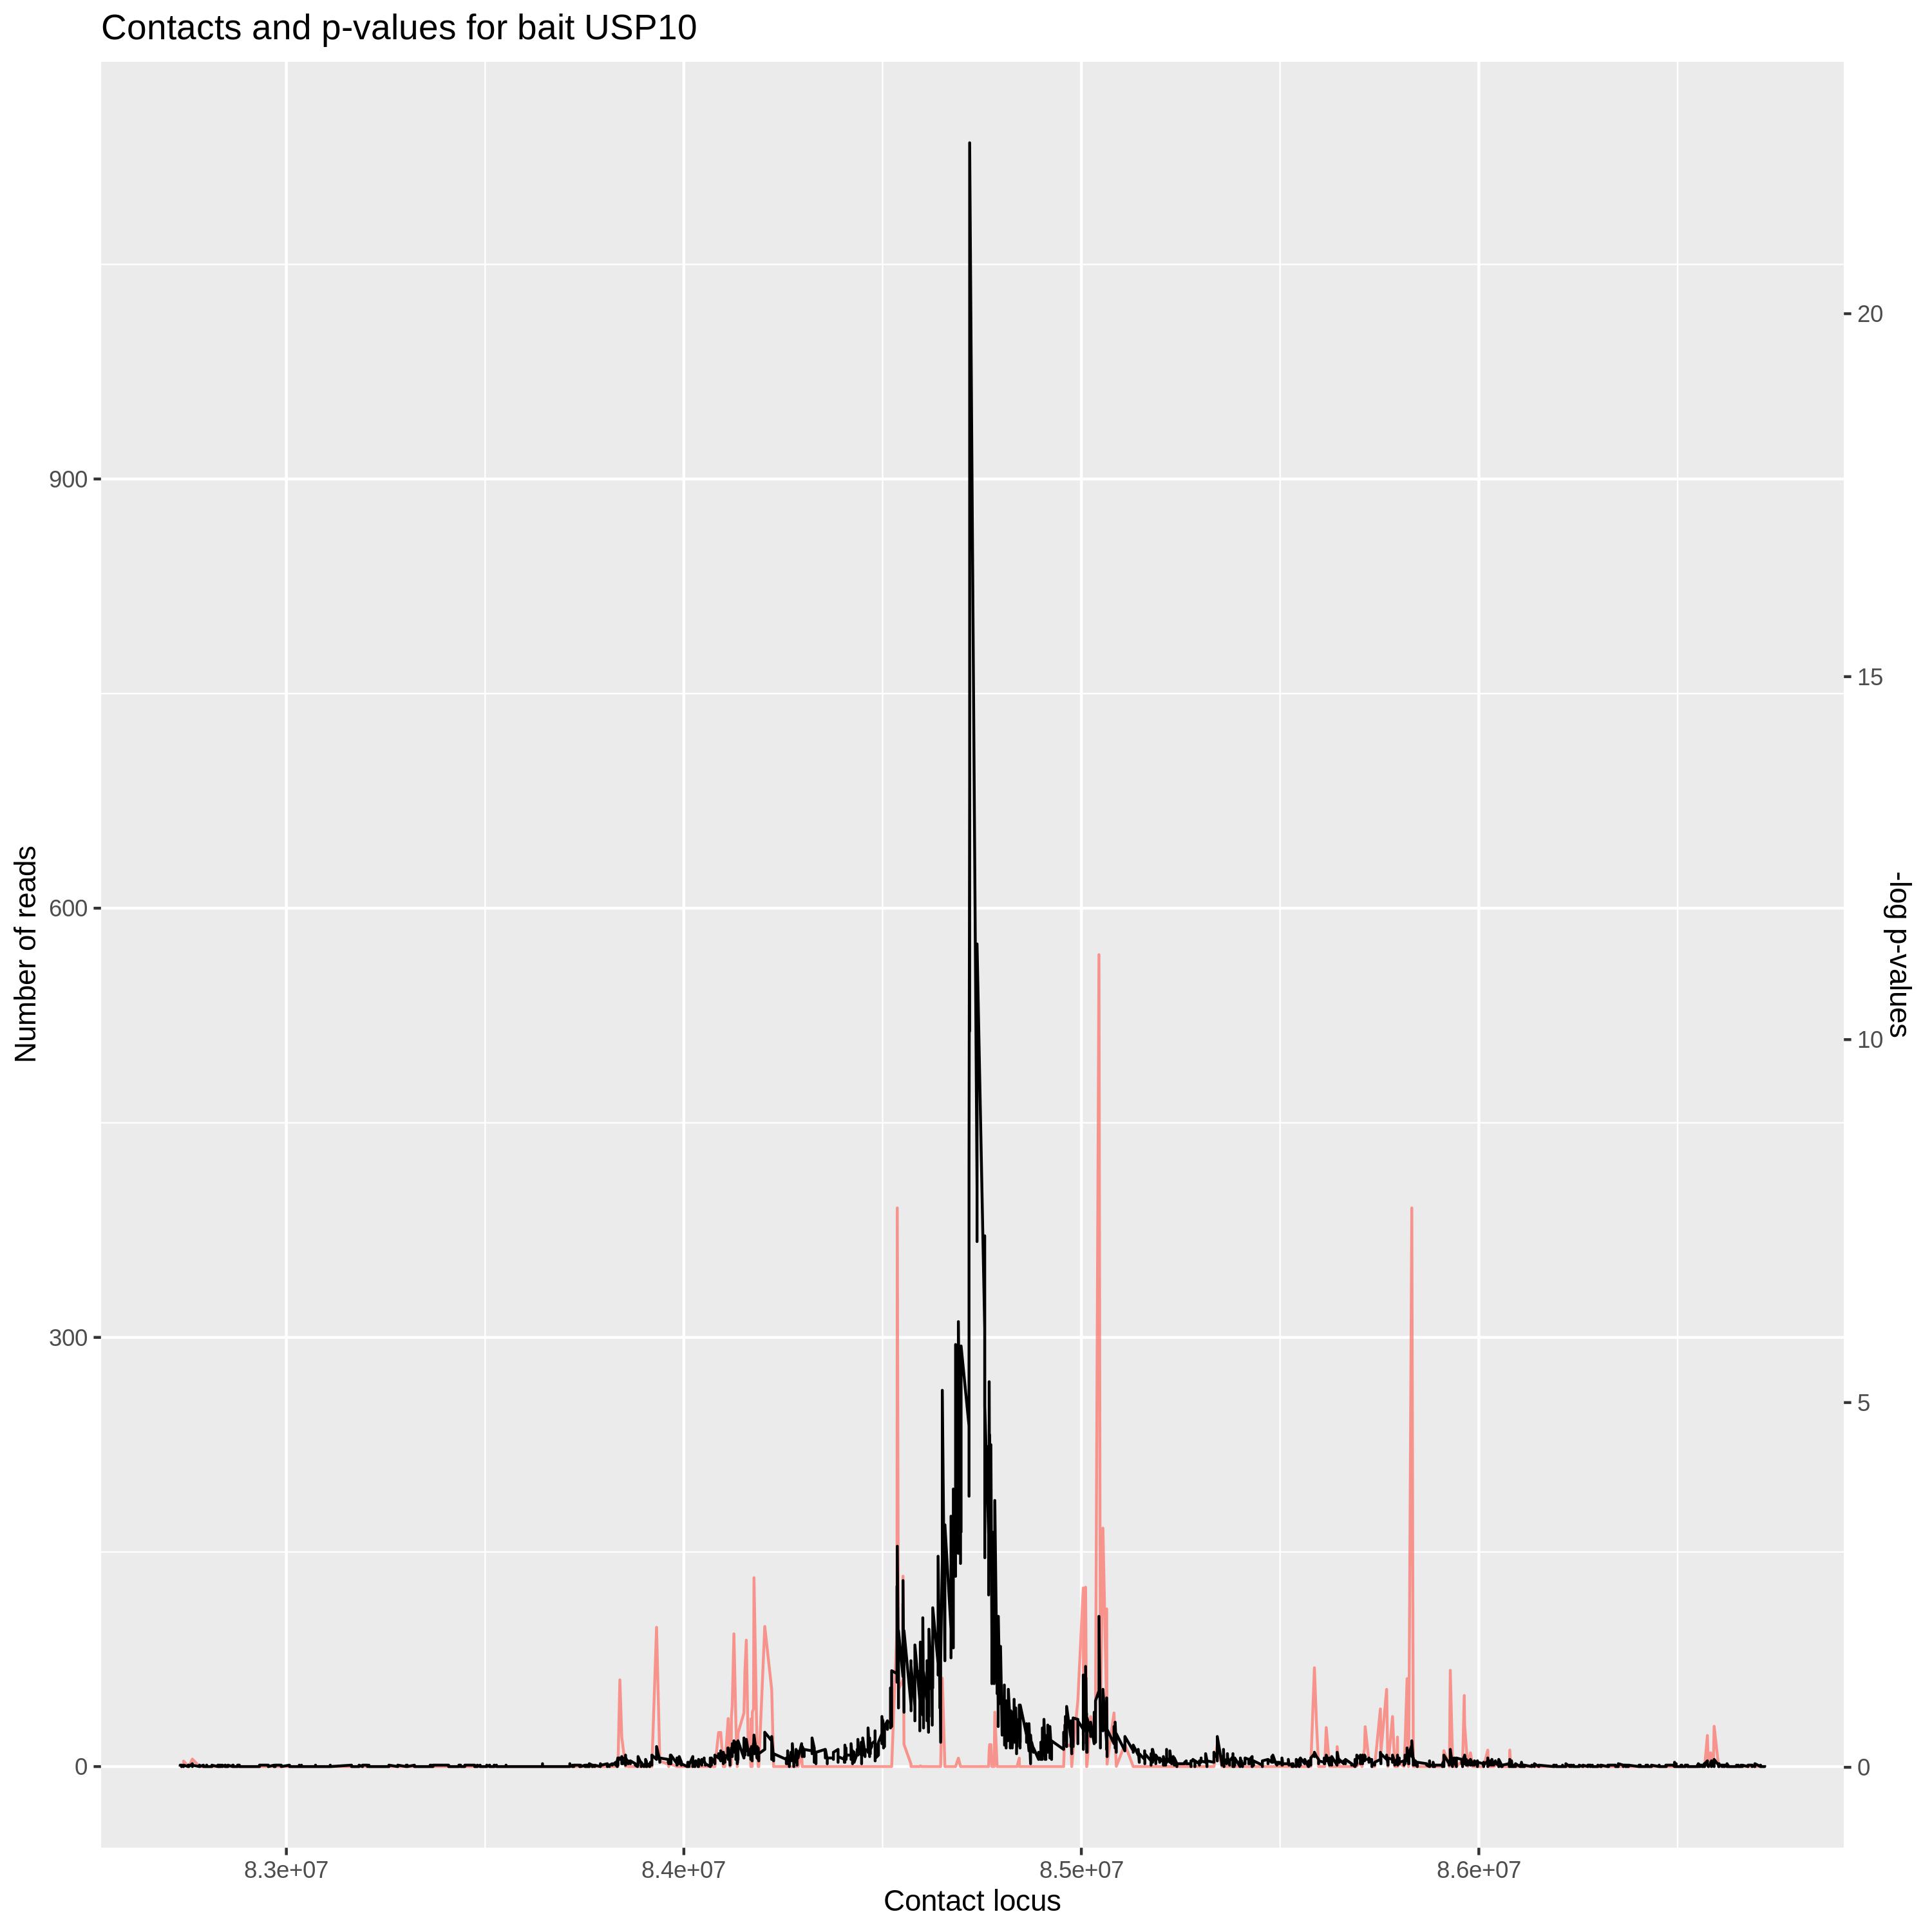 Contacts and p-values for bait USP10
Number of reads
900
600
300
0
20
15
10
5
0
-log p-values
8.3e+07
8.4e+07
8.5e+07
8.6e+07
Contact locus